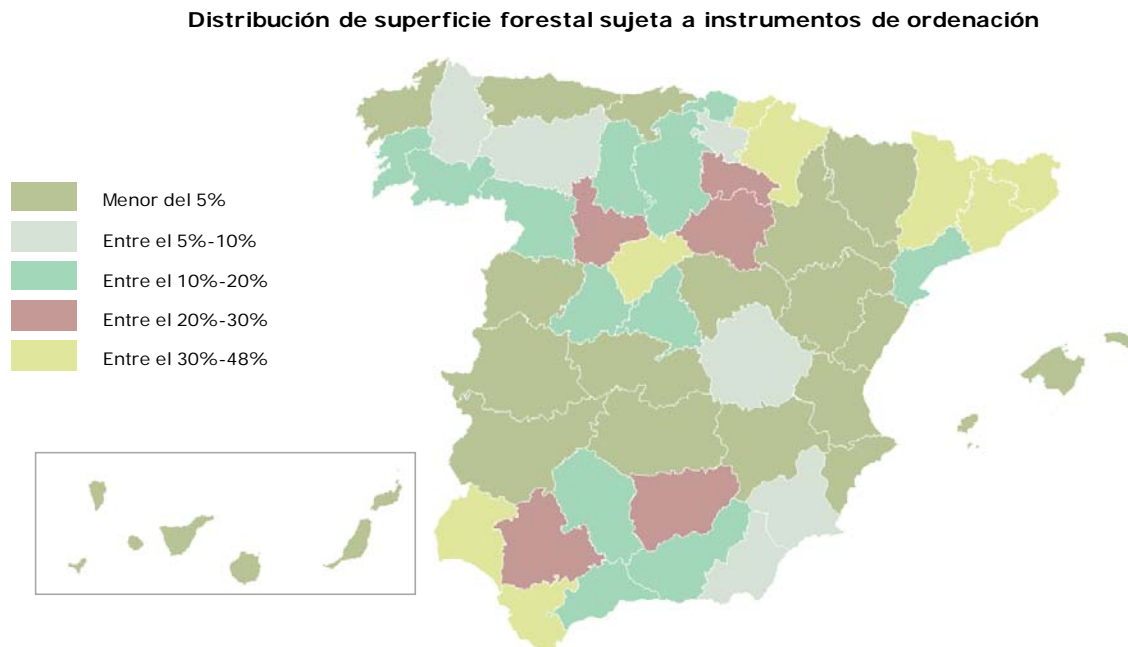 Distribución de superficie forestal sujeta a instrumentos de ordenación
Menor del 5%
Entre el 5%-10%
Entre el 10%-20%
Entre el 20%-30%
Entre el 30%-48%